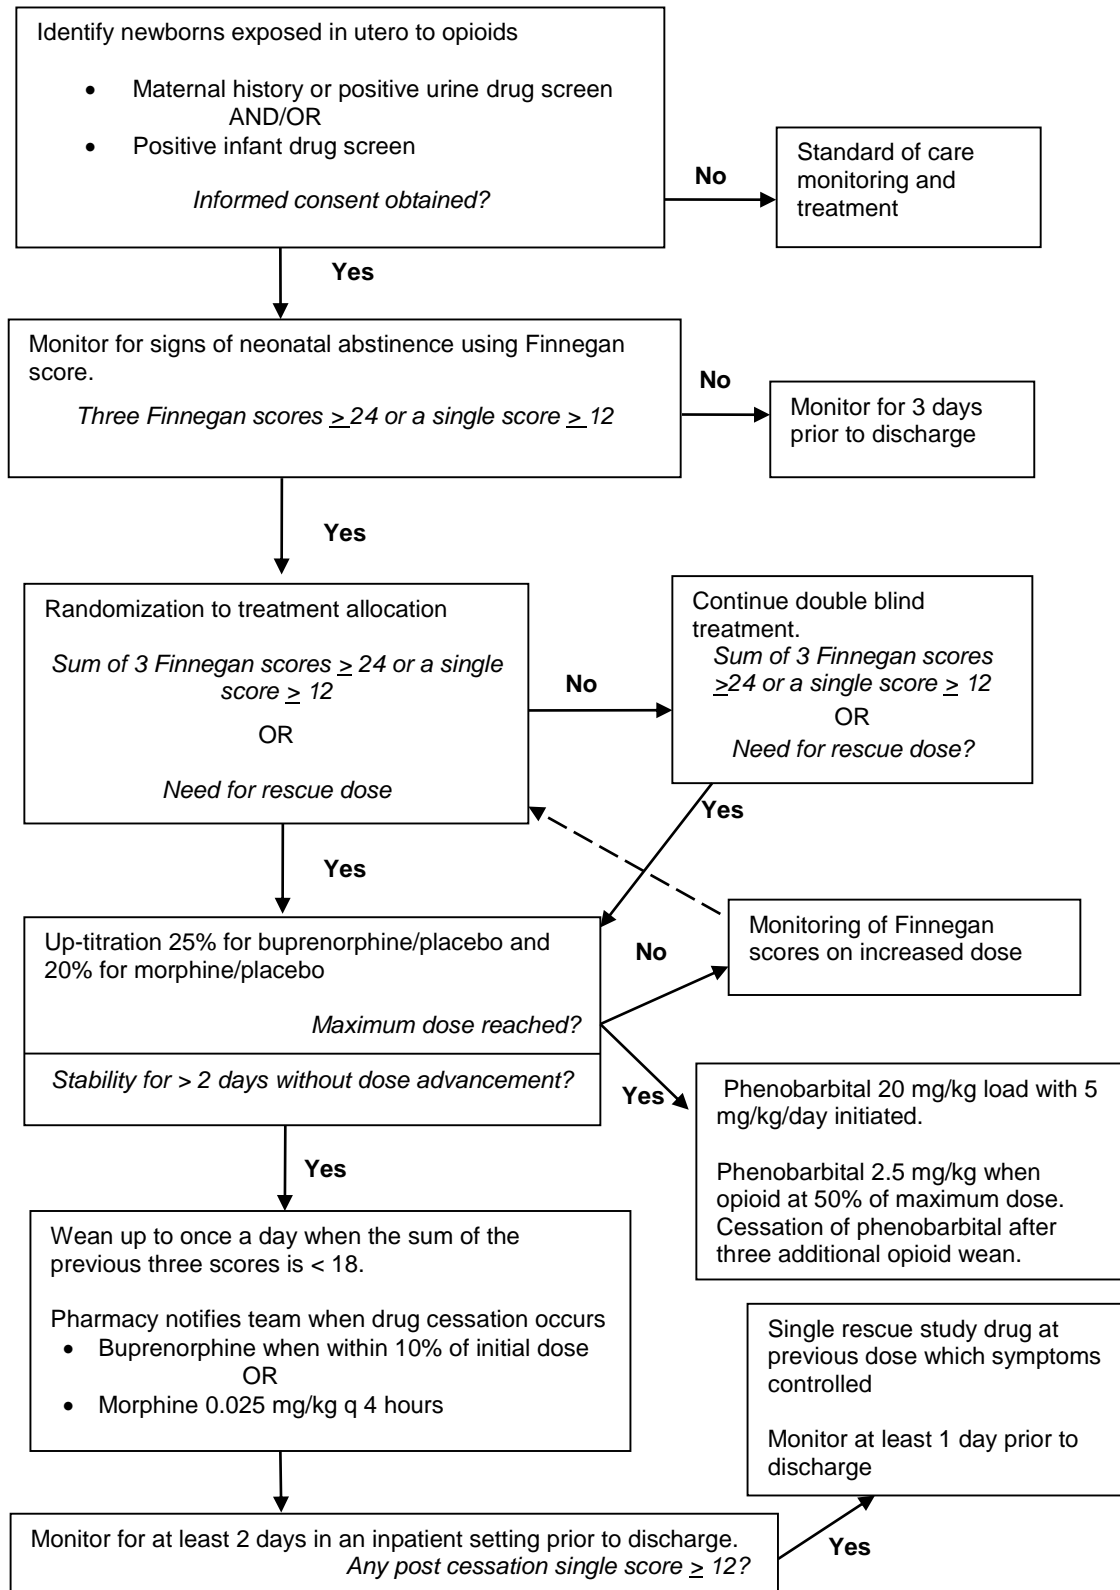 Identify newborns exposed in utero to opioids
• Maternal history or positive urine drug screen
AND/OR
• Positive infant drug screen
Informed consent obtained?
No
Standard of care
monitoring and
treatment
Yes
Monitor for signs of neonatal abstinence using Finnegan
score.
Three Finnegan scores ≥ 24 or a single score ≥ 12
No
Monitor for 3 days
prior to discharge
Yes
Randomization to treatment allocation
Sum of 3 Finnegan scores ≥ 24 or a single
score ≥ 12
OR
Need for rescue dose
No
Continue double blind
treatment.
Sum of 3 Finnegan scores
≥24 or a single score ≥ 12
OR
Need for rescue dose?
Yes
Yes
Up-titration 25% for buprenorphine/placebo and
20% for morphine/placebo
Maximum dose reached?
Stability for > 2 days without dose advancement?
No
Monitoring of Finnegan
scores on increased dose
Yes
Phenobarbital 20 mg/kg load with 5
mg/kg/day initiated.
Phenobarbital 2.5 mg/kg when
opioid at 50% of maximum dose.
Cessation of phenobarbital after
three additional opioid wean.
Yes
Wean up to once a day when the sum of the
previous three scores is < 18.
Pharmacy notifies team when drug cessation occurs
• Buprenorphine when within 10% of initial dose
OR
• Morphine 0.025 mg/kg q 4 hours
Single rescue study drug at
previous dose which symptoms
controlled
Monitor at least 1 day prior to
discharge
Monitor for at least 2 days in an inpatient setting prior to discharge.
Any post cessation single score ≥ 12?
Yes